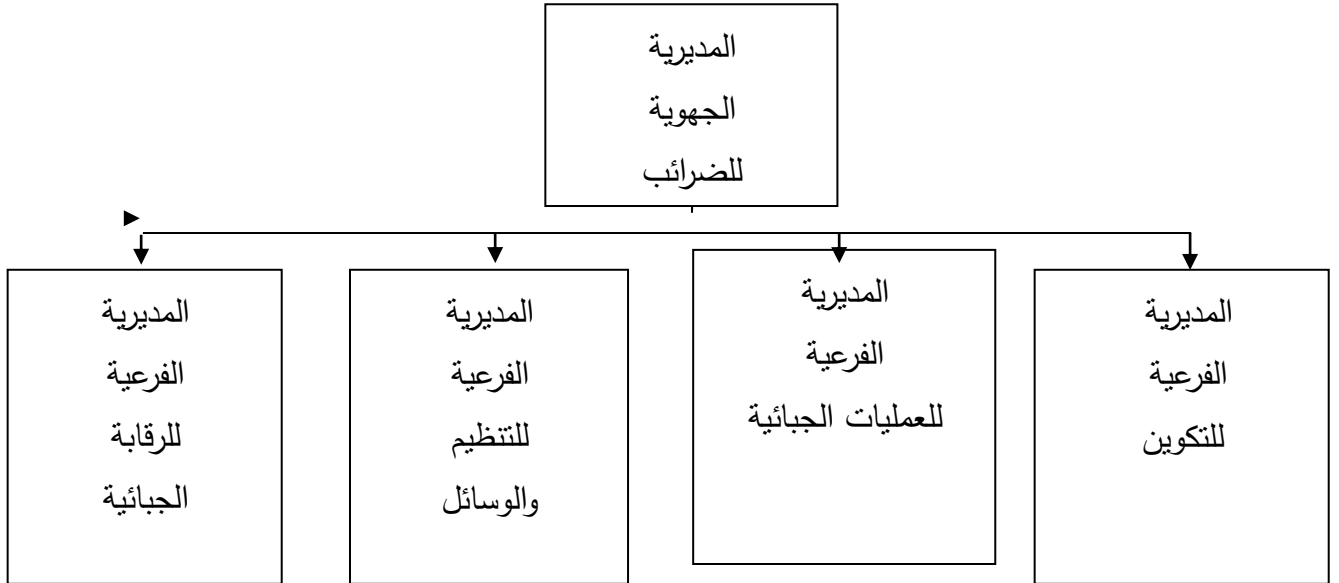 المديرية
الجهوية
للضرائب
المديرية
الفرعية
للتكوين
المديرية
الفرعية
للعمليات الجبائية
المديرية
الفرعية
للتنظيم
والوسائل
المديرية
الفرعية
للرقابة
الجبائية